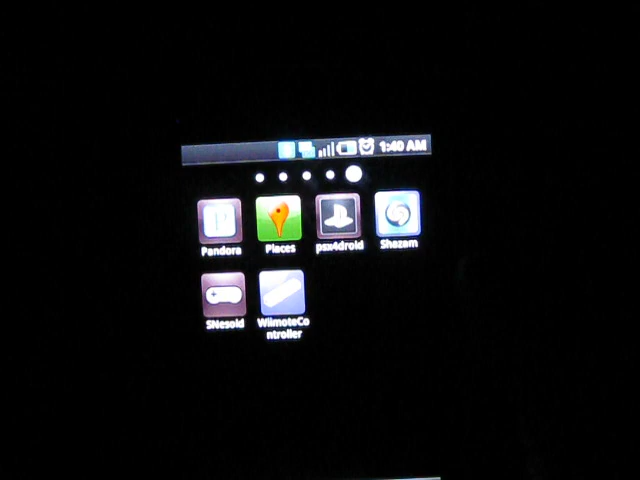 1:40 AM
Pandora Places psx4droid Shazam
SNesoid WiimoteCo
ntroller